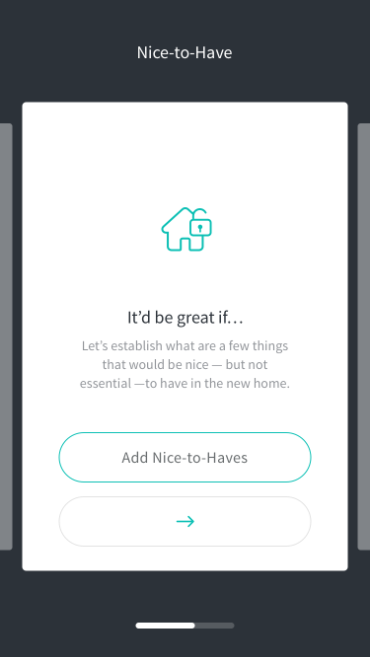 Nice-to-Have
It’d be great if…
Let’s establish what are a few things
that would be nice — but not
essential —to have in the new home.
Add Nice-to-Haves